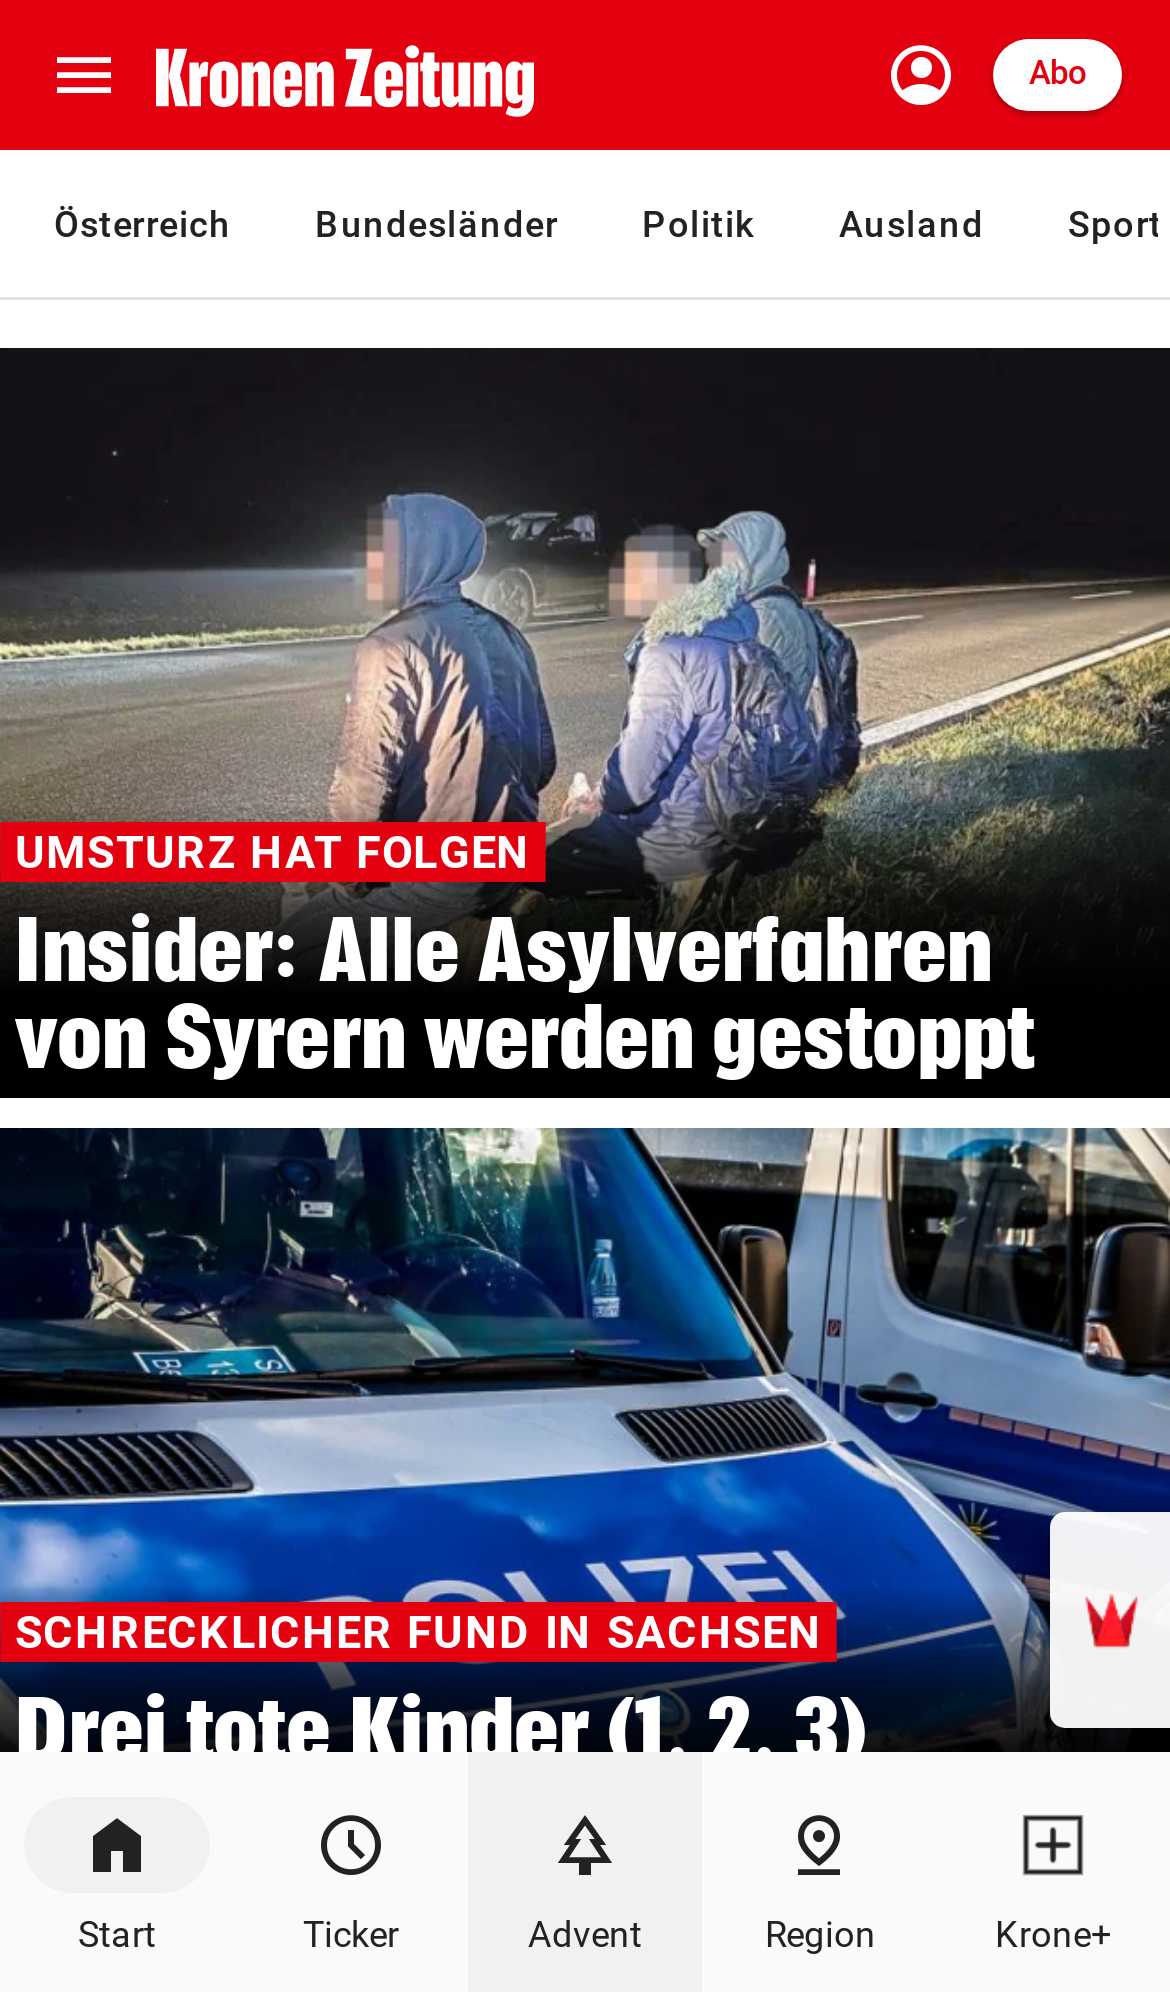 Kronen Zeitung
Abo
Österreich Bundesländer Politik Ausland Sport
UMSTURZ HAT FOLGEN
Insider: Alle Asylverfahren
von Syrern werden gestoppt
POLIZEI
SCHRECKLICHER FUND IN SACHSEN
Drei tote Kinder (1, 2, 3)
Start Ticker Advent Region Krone+